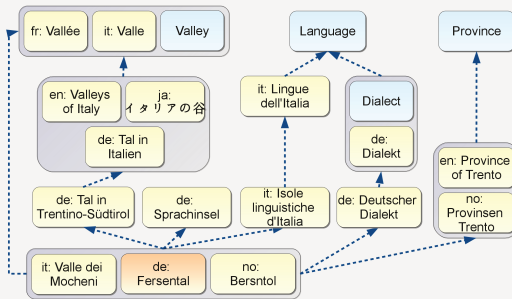 fr: Vallée
it: Valle
Valley
Language
Province
en: Valleys
of Italy
ja:
イタリアの谷
de: Tal in
Italien
it: Lingue
dell'Italia
Dialect
de:
Dialekt
en: Province
of Trento
no:
Provinsen
Trento
de: Tal in
Trentino-Südtirol
de:
Sprachinsel
it: Isole
linguistiche
d'Italia
de: Deutscher
Dialekt
it: Valle dei
Mocheni
de:
Fersental
no:
Bersntol